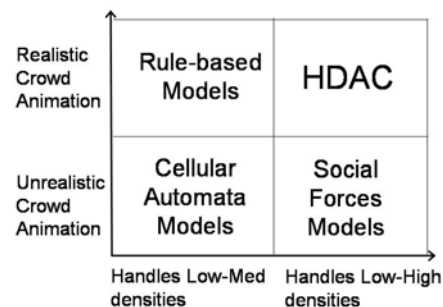 Realistic
Crowd
Animation
Rule-based
Models
HDAC
Unrealistic
Crowd
Animation
Cellular
Automata
Models
Social
Forces
Models
Handles Low-Med
densities
Handles Low-High
densities